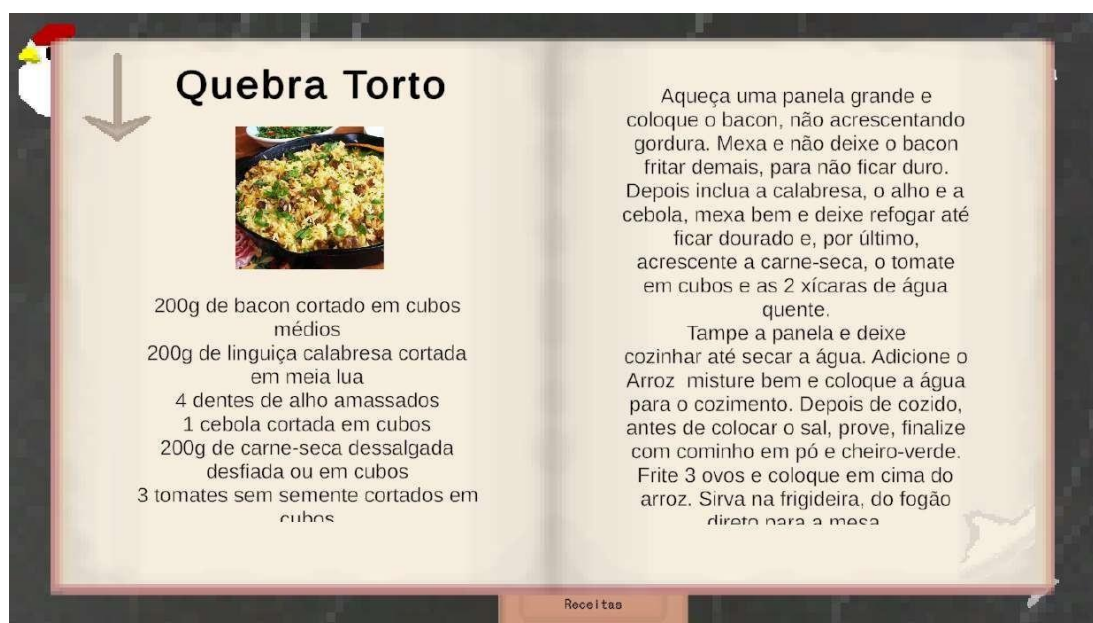 Quebra Torto
200g de bacon cortado em cubos
médios
200g de linguiça calabresa cortada
em meia lua
4 dentes de alho amassados
1 cebola cortada em cubos
200g de carne-seca dessalgada
desfiada ou em cubos
3 tomates sem semente cortados em
cubos
Aqueça uma panela grande e
coloque o bacon, não acrescentando
gordura. Mexa e não deixe o bacon
fritar demais, para não ficar duro.
Depois inclua a calabresa, o alho e a
cebola, mexa bem e deixe refogar até
ficar dourado e, por último,
acrescente a carne-seca, o tomate
em cubos e as 2 xícaras de água
quente.
Tampe a panela e deixe
cozinhar até secar a água. Adicione o
Arroz misture bem e coloque a água
para o cozimento. Depois de cozido,
antes de colocar o sal, prove, finalize
com cominho em pó e cheiro-verde.
Frite 3 ovos e coloque em cima do
arroz. Sirva na frigideira, do fogão
direto para a mesa
Receitas